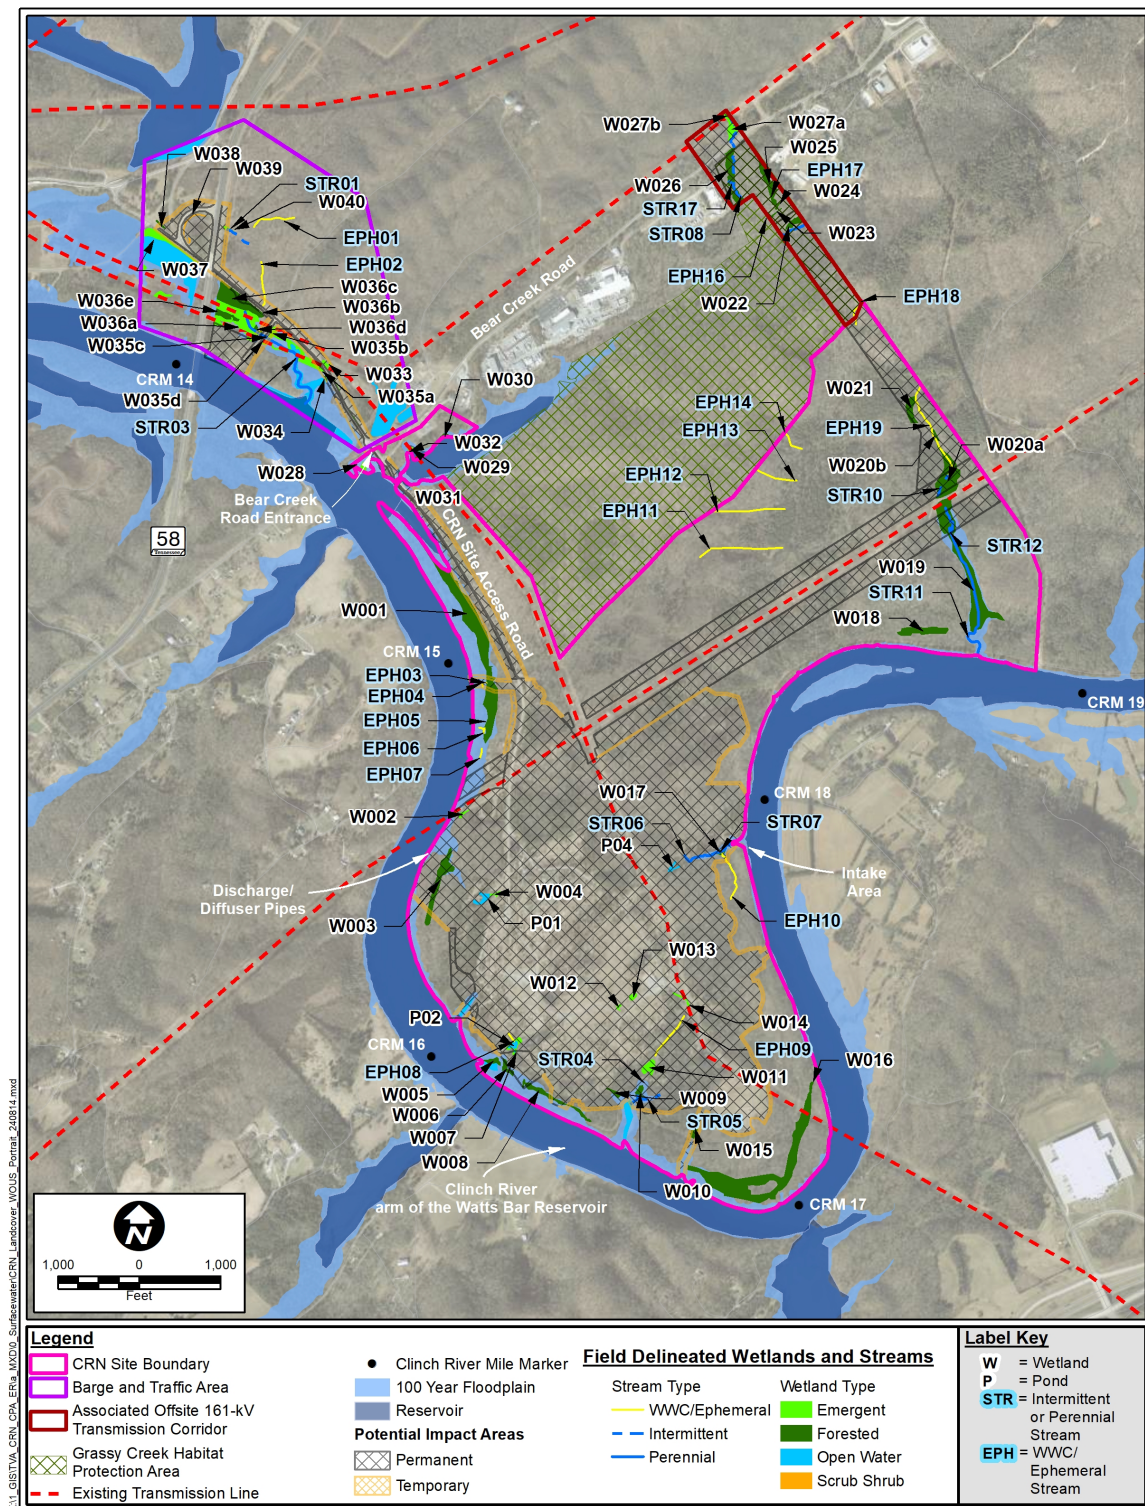 W027b
W027a
W025
EPH17
W024
W026
STR17
STR08
W023
EPH16
W022
EPH18
W038
W039
STR01
W040
EPH01
EPH02
W037
W036c
W036e
W036b
W036a
W036d
W035c
W035b
W033
CRM 14
W035d
W035a
STR03
W034
Bear Creek Road
W030
W032
W029
W028
W031
Bear Creek
Road Entrance
58
Tennessee
CRN Site Access Road
EPH14
EPH13
EPH12
EPH11
W021
EPH19
W020a
W020b
STR10
STR12
W019
STR11
W018
W001
CRM 15
EPH03
EPH04
EPH05
EPH06
EPH07
CRM 19
W002
W017
CRM 18
STR06
STR07
P04
Intake
Area
Discharge/
Diffuser Pipes
W004
W003
P01
EPH10
W013
W012
P02
W014
CRM 16
STR04
EPH09
W016
EPH08
W011
W005
W009
W006
STR05
W007
W015
W008
Clinch River
arm of the Watts Bar Reservoir
W010
CRM 17
N
1,000 0 1,000
Feet
Legend
CRN Site Boundary
Barge and Traffic Area
Associated Offsite 161-kV
Transmission Corridor
Grassy Creek Habitat
Protection Area
Existing Transmission Line
Clinch River Mile Marker
100 Year Floodplain
Reservoir
Potential Impact Areas
Permanent
Temporary
Field Delineated Wetlands and Streams
Stream Type
WWC/Ephemeral
Intermittent
Perennial
Wetland Type
Emergent
Forested
Open Water
Scrub Shrub
Label Key
W = Wetland
P = Pond
STR = Intermittent
or Perennial
Stream
EPH = WWC/
Ephemeral
Stream